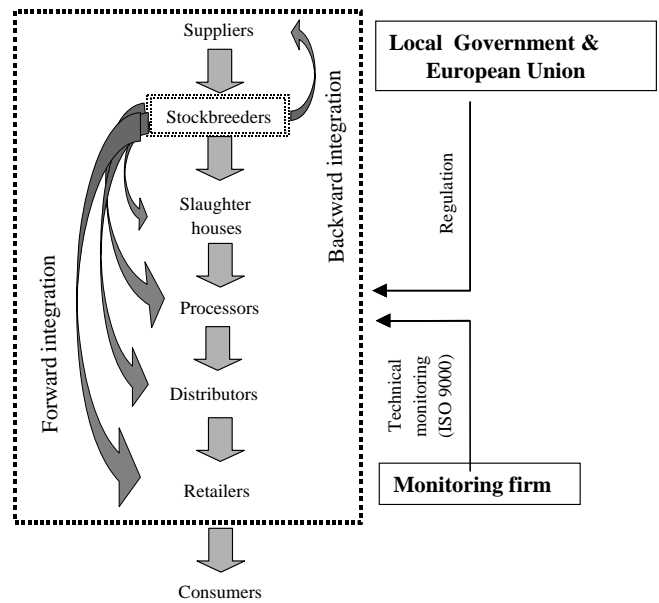 Suppliers
Stockbreeders
Slaughter
houses
Processors
Distributors
Retailers
Consumers
Forward integration
Backward integration
Local Government &
European Union
Regulation
Technical
monitoring
(ISO 9000)
Monitoring firm